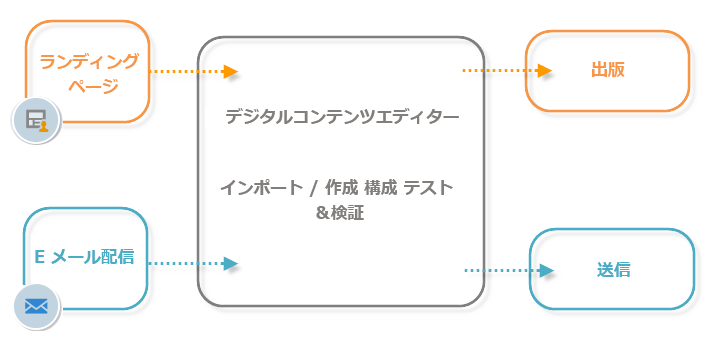 ランディング
ページ
デジタルコンテンツエディター
インポート / 作成 構成 テスト
&検証
出版
E メール配信
送信